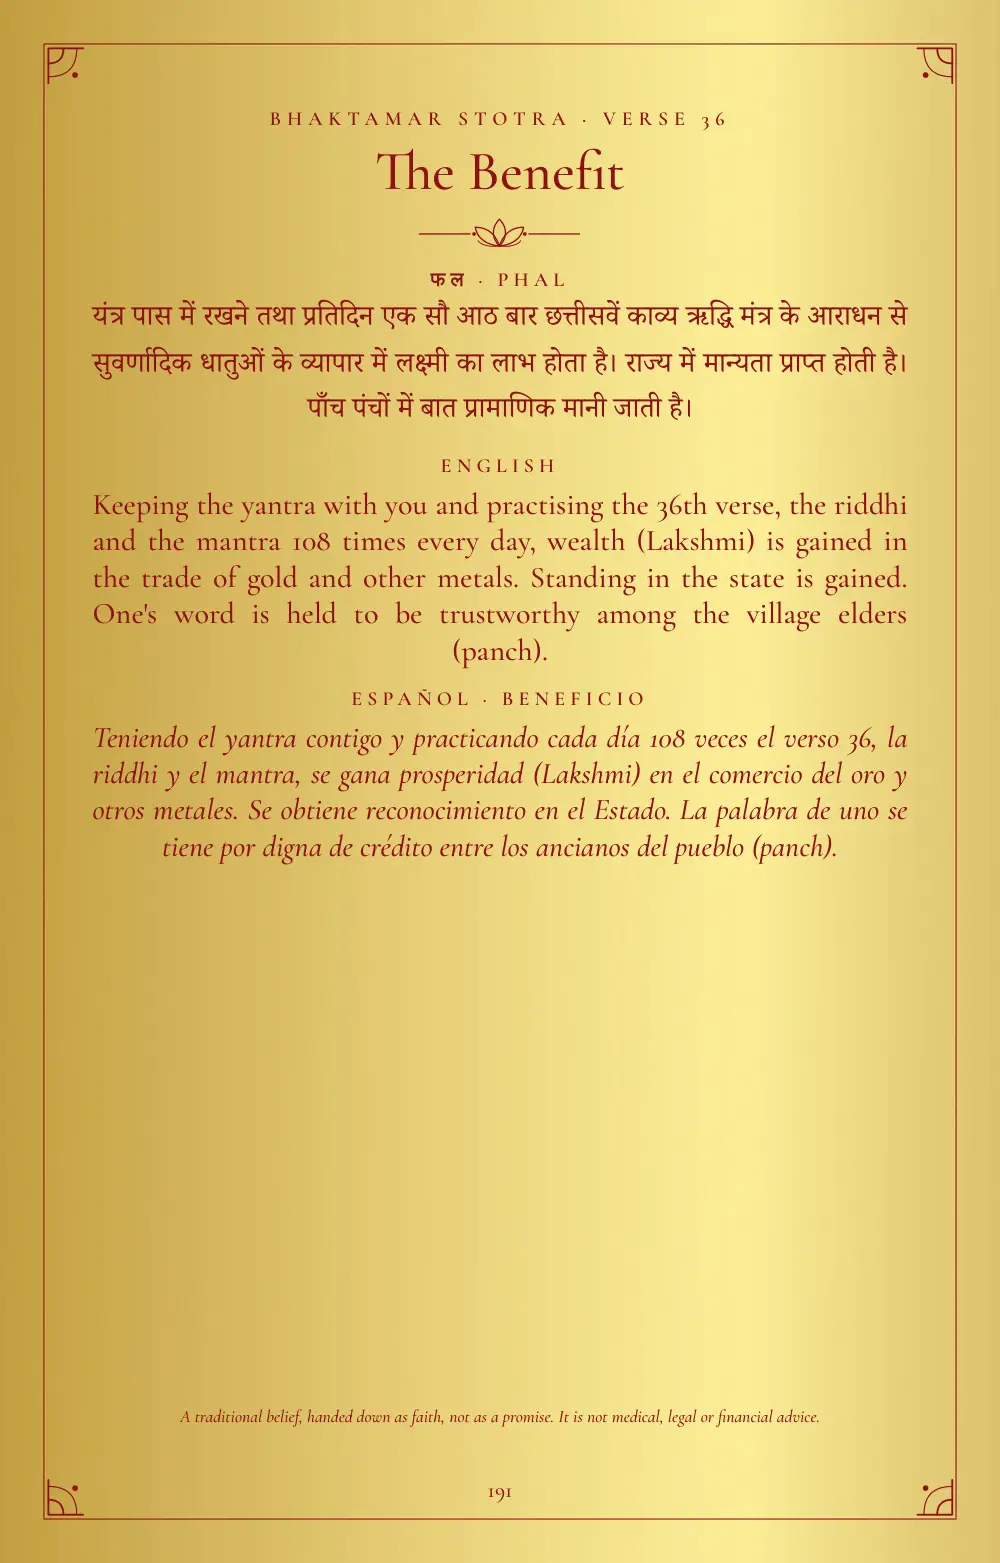 BHAKTAMAR STOTRA · VERSE 36
The Benefit
फल · PHAL
यंत्र पास में रखने तथा प्रतिदिन एक सौ आठ बार छत्तीसवें काव्य ऋद्धि मंत्र के आराधन से
सुवर्णादिक धातुओं के व्यापार में लक्ष्मी का लाभ होता है। राज्य में मान्यता प्राप्त होती है।
पाँच पंचों में बात प्रामाणिक मानी जाती है।
ENGLISH
Keeping the yantra with you and practising the 36th verse, the riddhi
and the mantra 108 times every day, wealth (Lakshmi) is gained in
the trade of gold and other metals. Standing in the state is gained.
One's word is held to be trustworthy among the village elders
(panch).
ESPAÑOL · BENEFICIO
Teniendo el yantra contigo y practicando cada día 108 veces el verso 36, la
riddhi y el mantra, se gana prosperidad (Lakshmi) en el comercio del oro y
otros metales. Se obtiene reconocimiento en el Estado. La palabra de uno se
tiene por digna de crédito entre los ancianos del pueblo (panch).
A traditional belief, handed down as faith, not as a promise. It is not medical, legal or financial advice.
191